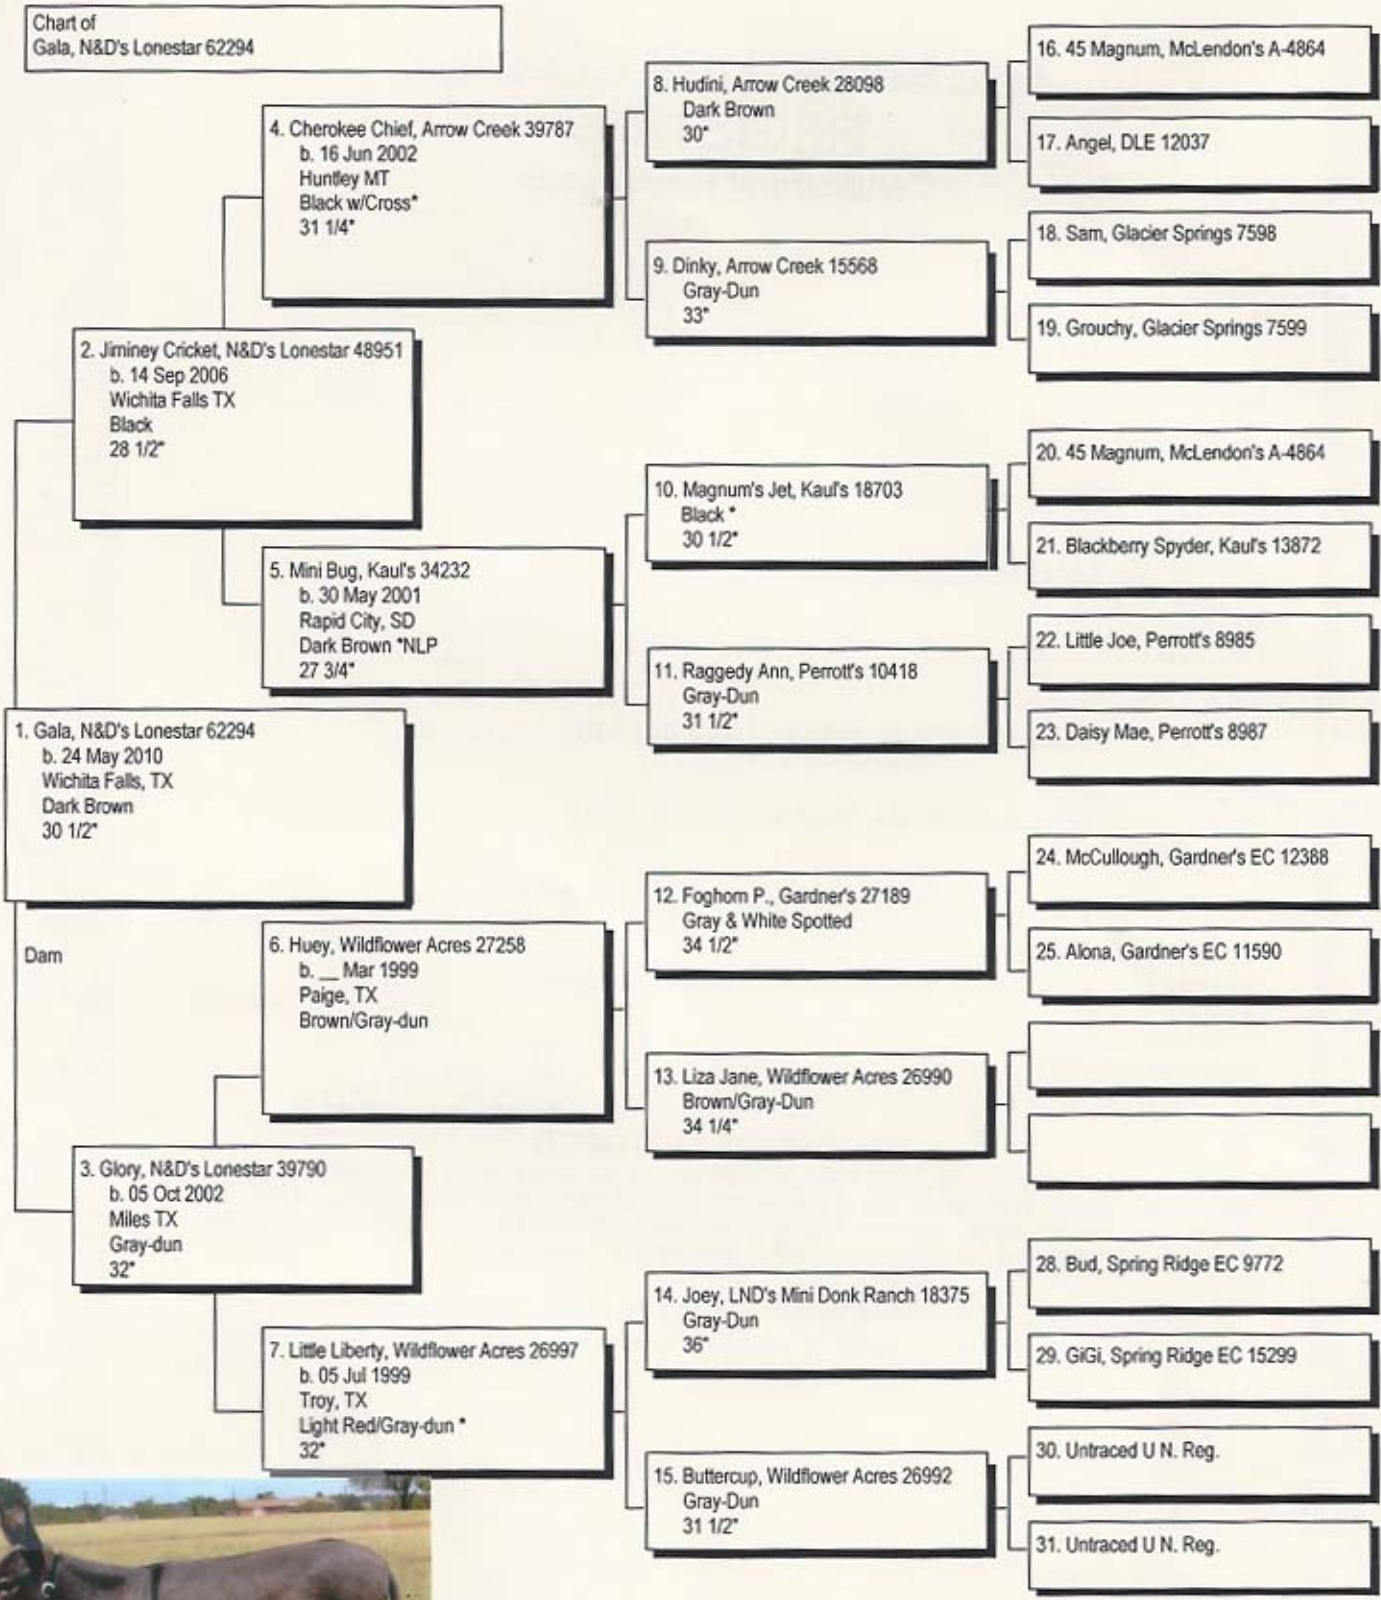 Chart of
Gala, N&D's Lonestar 62294
1. Gala, N&D's Lonestar 62294
b. 24 May 2010
Wichita Falls, TX
Dark Brown
30 1/2"
2. Jiminey Cricket, N&D's Lonestar 48951
b. 14 Sep 2006
Wichita Falls TX
Black
28 1/2"
Dam
3. Glory, N&D's Lonestar 39790
b. 05 Oct 2002
Miles TX
Gray-dun
32"
4. Cherokee Chief, Arrow Creek 39787
b. 16 Jun 2002
Huntley MT
Black w/Cross*
31 1/4"
5. Mini Bug, Kaul's 34232
b. 30 May 2001
Rapid City, SD
Dark Brown *NLP
27 3/4"
6. Huey, Wildflower Acres 27258
b. __ Mar 1999
Paige, TX
Brown/Gray-dun
7. Little Liberty, Wildflower Acres 26997
b. 05 Jul 1999
Troy, TX
Light Red/Gray-dun *
32"
8. Hudini, Arrow Creek 28098
Dark Brown
30"
9. Dinky, Arrow Creek 15568
Gray-Dun
33"
10. Magnum's Jet, Kaul's 18703
Black *
30 1/2"
11. Raggedy Ann, Perrott's 10418
Gray-Dun
31 1/2"
12. Foghorn P., Gardner's 27189
Gray & White Spotted
34 1/2"
13. Liza Jane, Wildflower Acres 26990
Brown/Gray-Dun
34 1/4"
14. Joey, LND's Mini Donk Ranch 18375
Gray-Dun
36"
15. Buttercup, Wildflower Acres 26992
Gray-Dun
31 1/2"
16. 45 Magnum, McLendon's A-4864
17. Angel, DLE 12037
18. Sam, Glacier Springs 7598
19. Grouchy, Glacier Springs 7599
20. 45 Magnum, McLendon's A-4864
21. Blackberry Spyder, Kaul's 13872
22. Little Joe, Perrott's 8985
23. Daisy Mae, Perrott's 8987
24. McCullough, Gardner's EC 12388
25. Alona, Gardner's EC 11590
28. Bud, Spring Ridge EC 9772
29. GiGi, Spring Ridge EC 15299
30. Untraced U N. Reg.
31. Untraced U N. Reg.